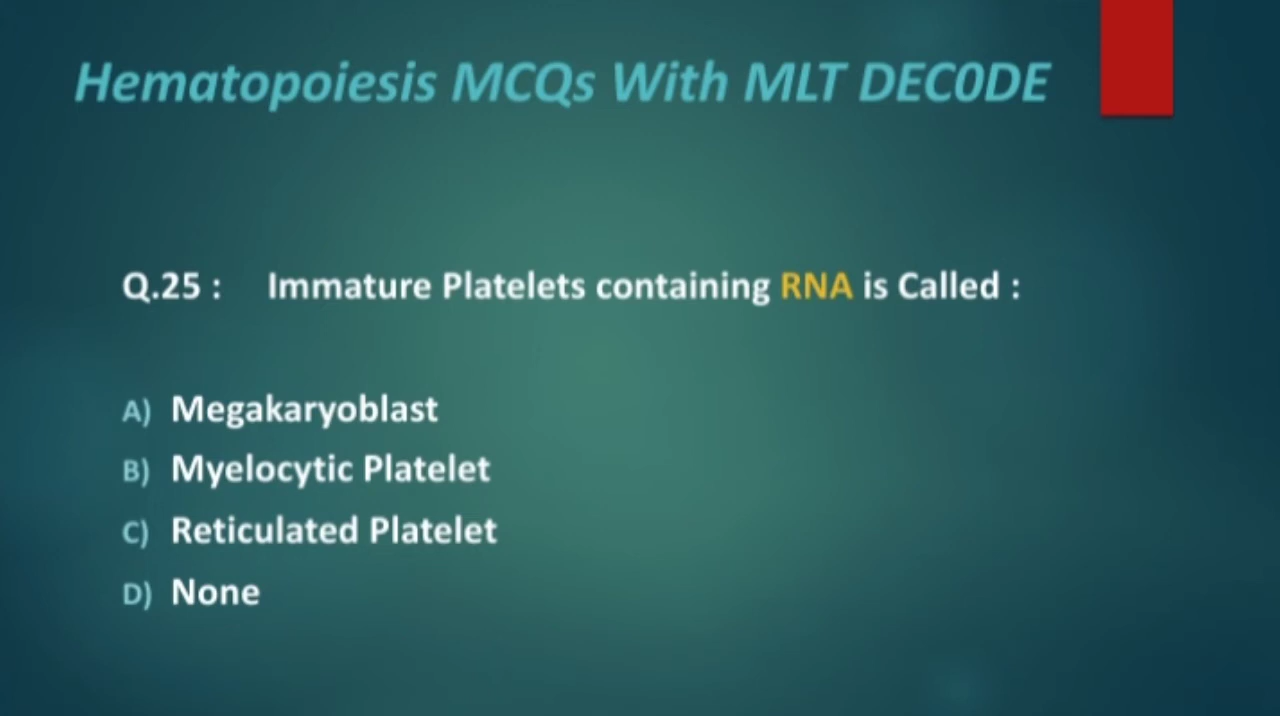 Hematopoiesis MCQs With MLT DEC0DE
Q.25 : Immature Platelets containing RNA is Called :
A) Megakaryoblast
B) Myelocytic Platelet
C) Reticulated Platelet
D) None